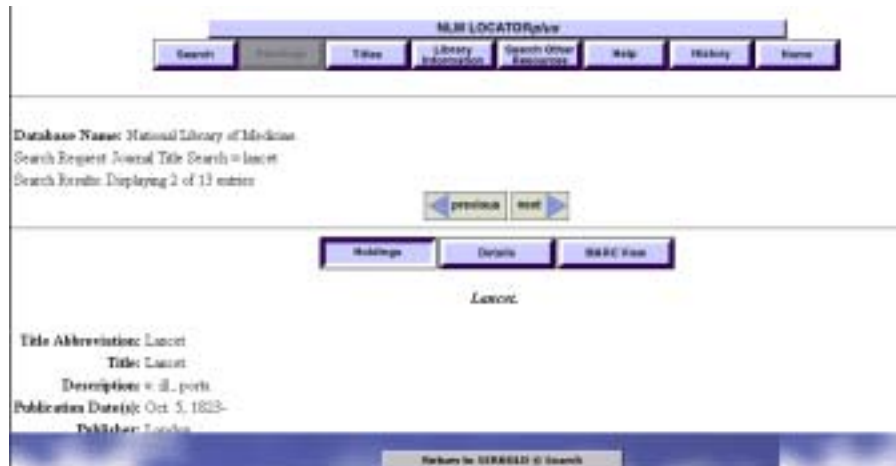 NLM LOCATORplus
Search Titles Library Information Search Other Resources Help History Home
Database Name: National Library of Medicine
Search Request: Journal Title Search = lancet
Search Results: Displaying 2 of 13 entries
previous next
Holdings Details MARC View
Lancet.
Title Abbreviation: Lancet
Title: Lancet
Description: v. ill., ports.
Publication Date(s): Oct. 5, 1823-
Publisher: London
Return to SERHOLD @ Search